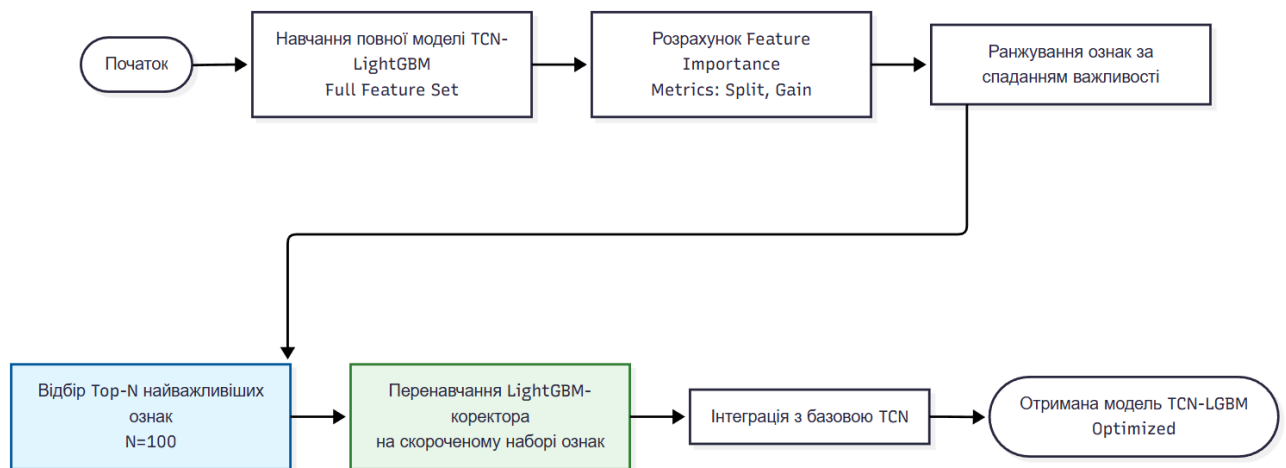 Початок
Навчання повної моделі TCN-
LightGBM
Full Feature Set
Розрахунок Feature
Importance
Metrics: Split, Gain
Ранжування ознак за
спаданням важливості
Відбір Top-N найважливіших
ознак
N=100
Перенавчання LightGBM-
коректора
на скороченому наборі ознак
Інтеграція з базовою TCN
Отримана модель TCN-LGBM
Optimized